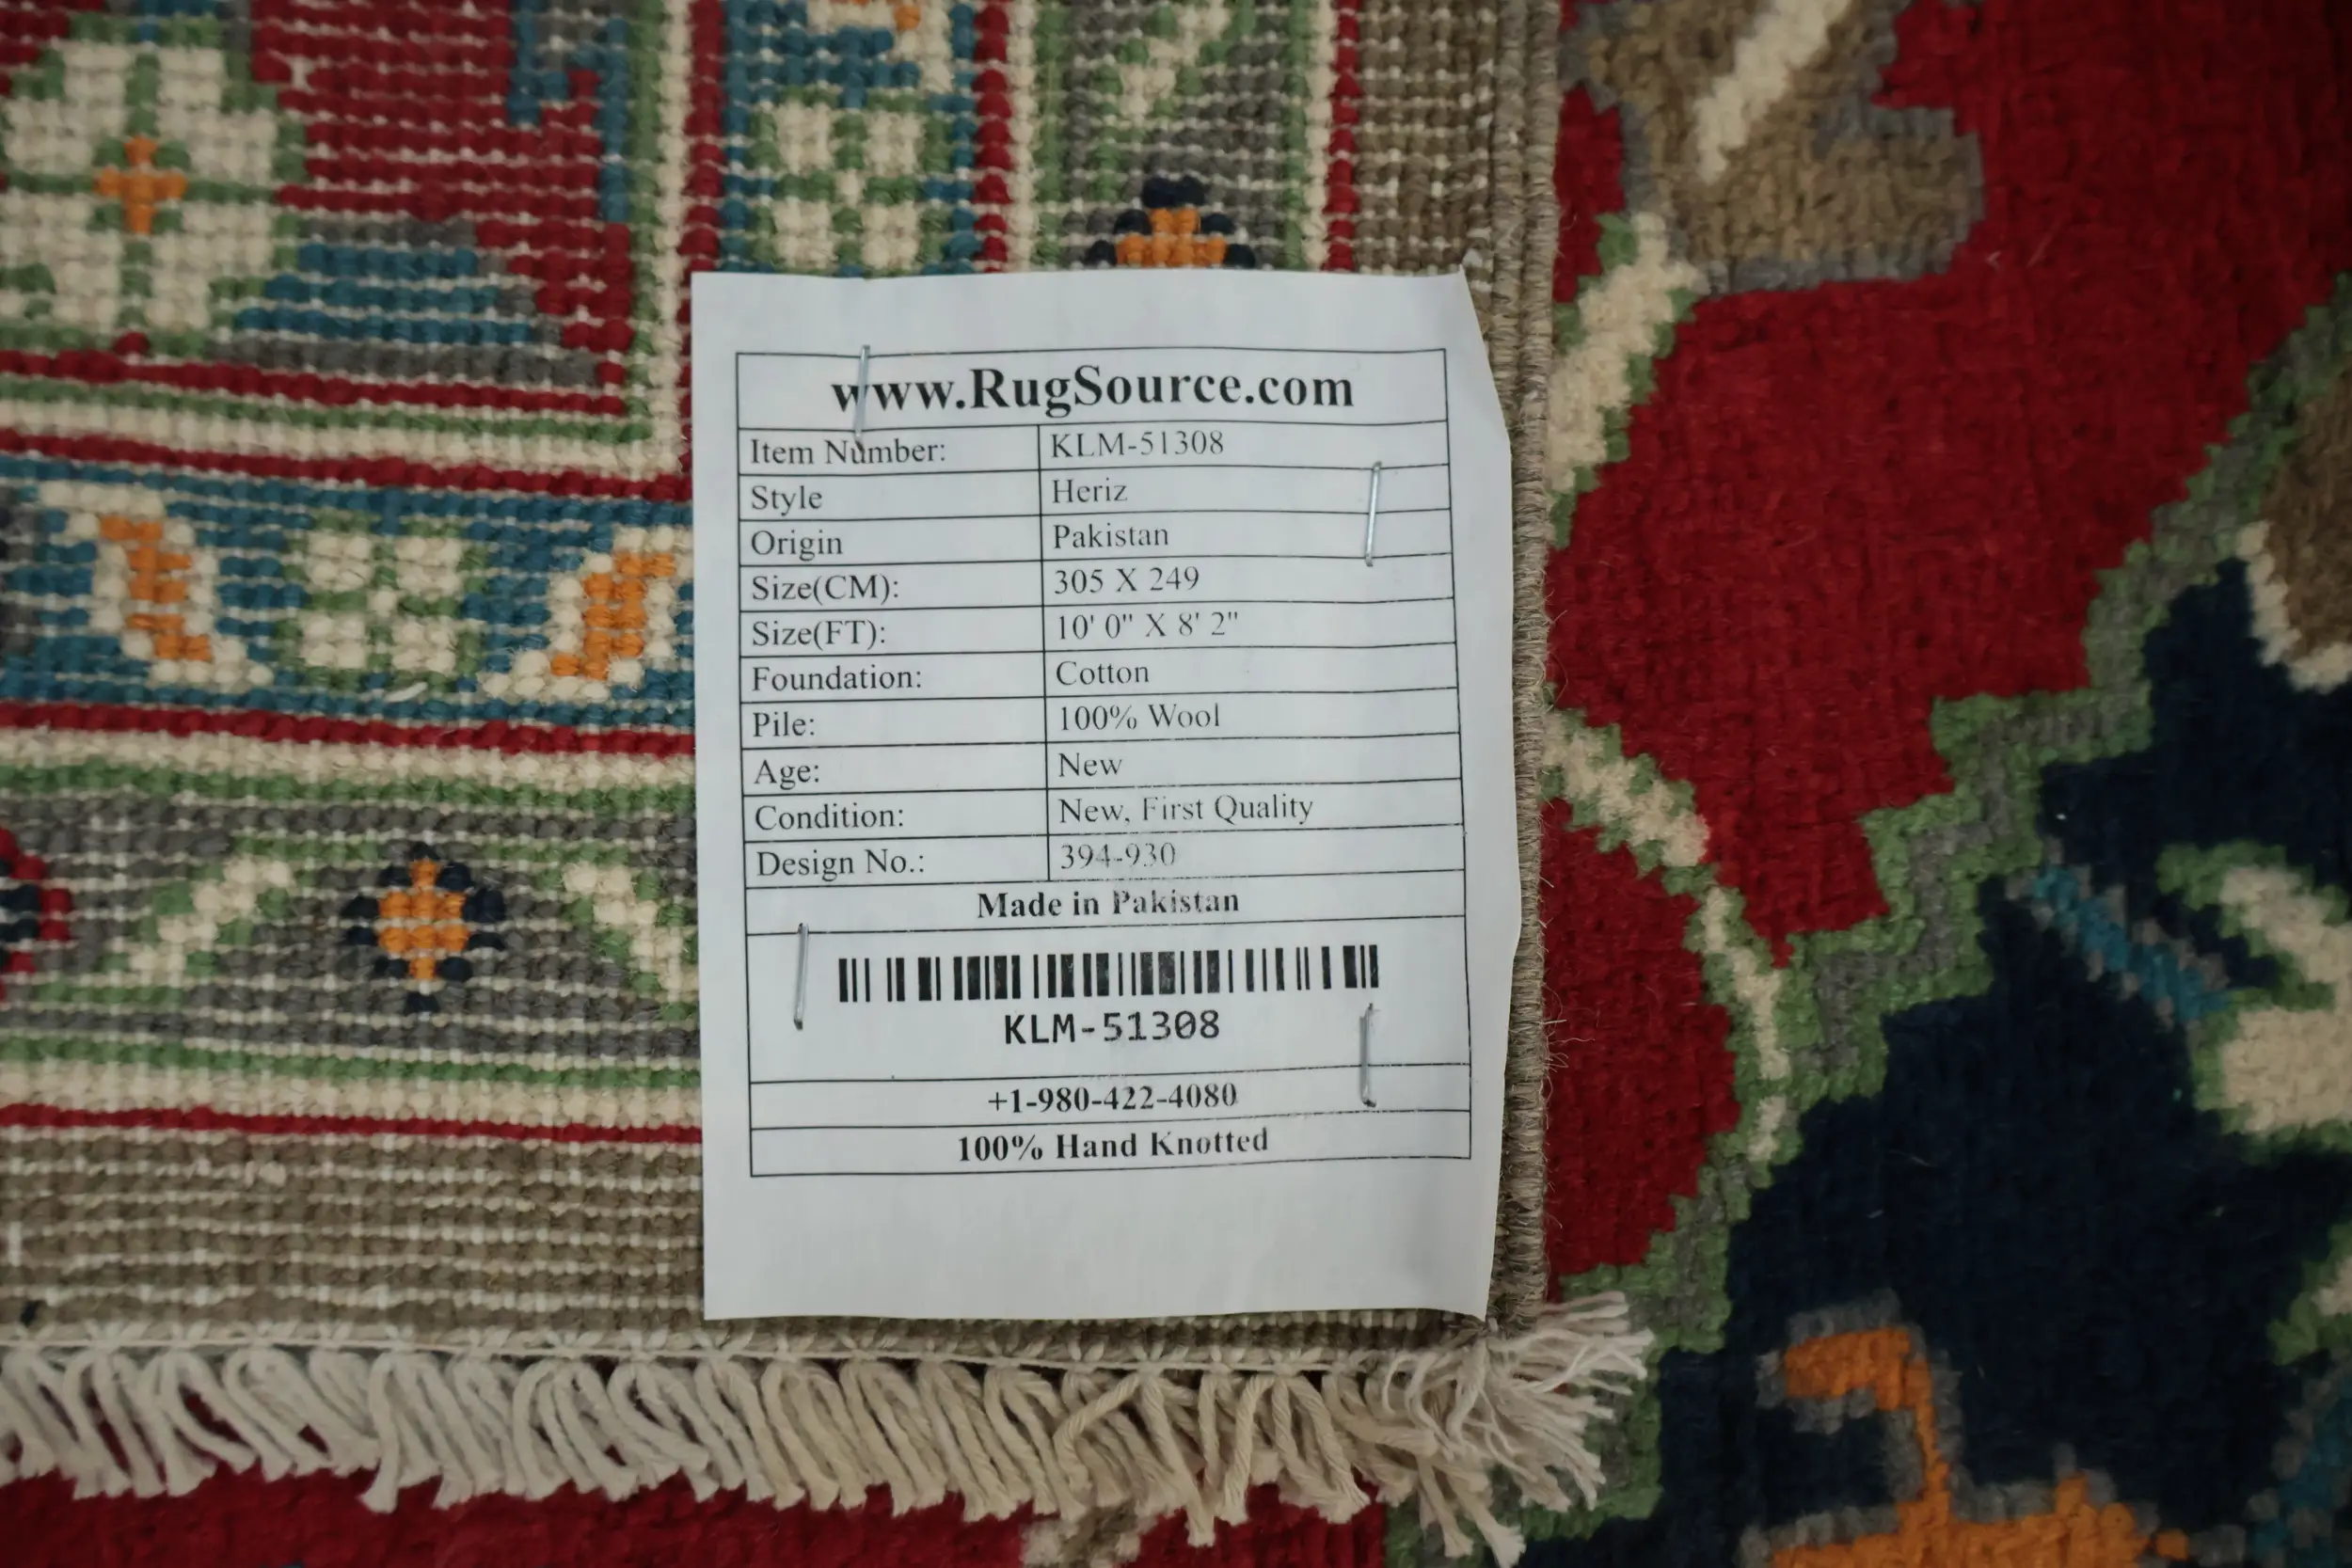 www.RugSource.com
Item Number: KLM-51308
Style Heriz
Origin Pakistan
Size(CM): 305 X 249
Size(FT): 10' 0" X 8' 2"
Foundation: Cotton
Pile: 100% Wool
Age: New
Condition: New, First Quality
Design No.: 394-930
Made in Pakistan
KLM-51308
+1-980-422-4080
100% Hand Knotted